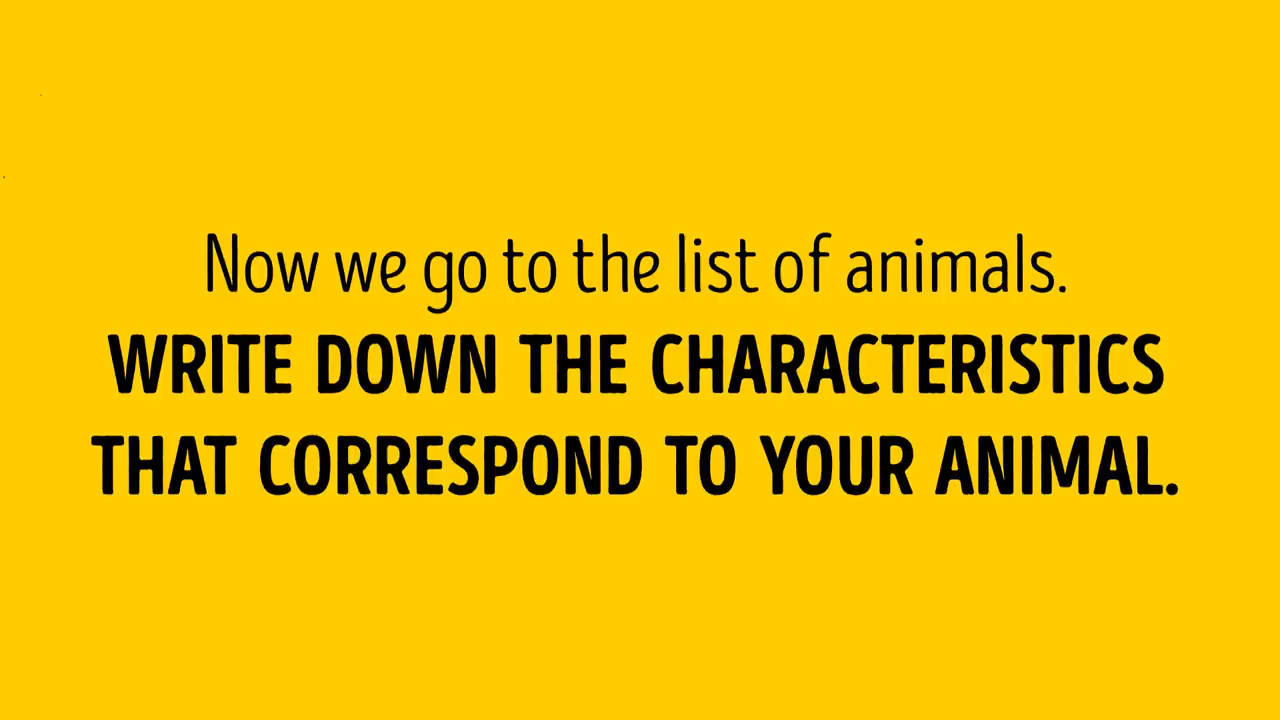 Now we go to the list of animals.
WRITE DOWN THE CHARACTERISTICS
THAT CORRESPOND TO YOUR ANIMAL.